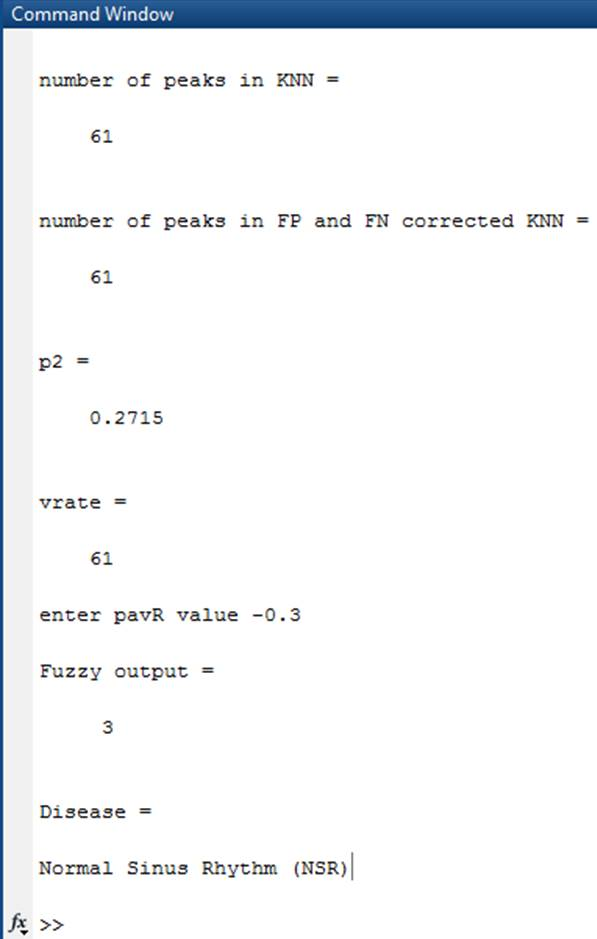 Command Window
number of peaks in KNN =
61
number of peaks in FP and FN corrected KNN =
61
p2 =
0.2715
vrate =
61
enter pavR value -0.3
Fuzzy output =
3
Disease =
Normal Sinus Rhythm (NSR)
fx >>